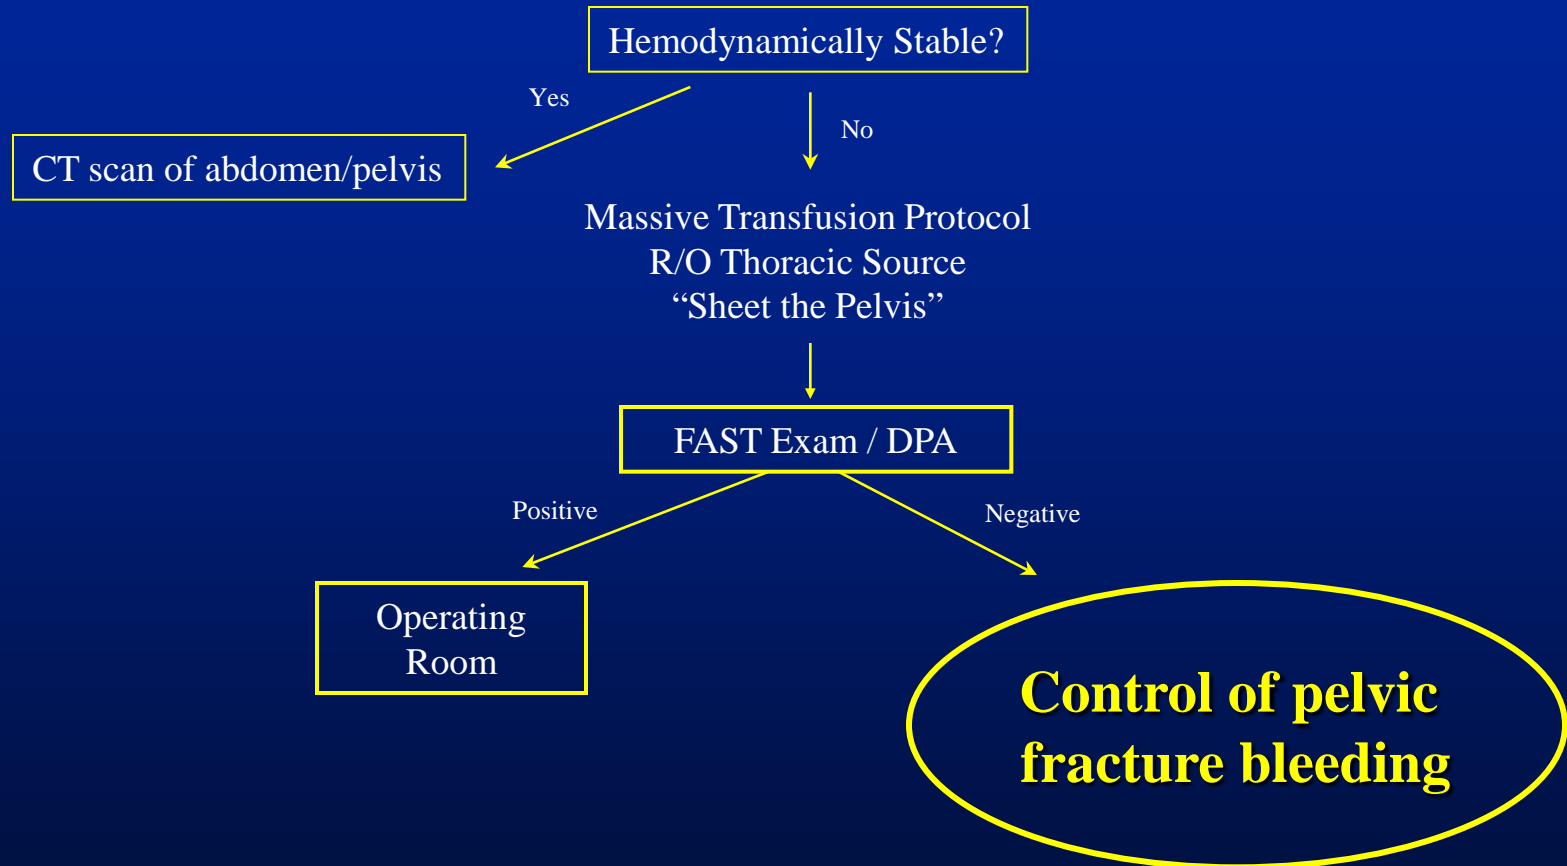 Hemodynamically Stable?
Yes
No
CT scan of abdomen/pelvis
Massive Transfusion Protocol
R/O Thoracic Source
“Sheet the Pelvis”
FAST Exam / DPA
Positive
Negative
Operating
Room
Control of pelvic
fracture bleeding